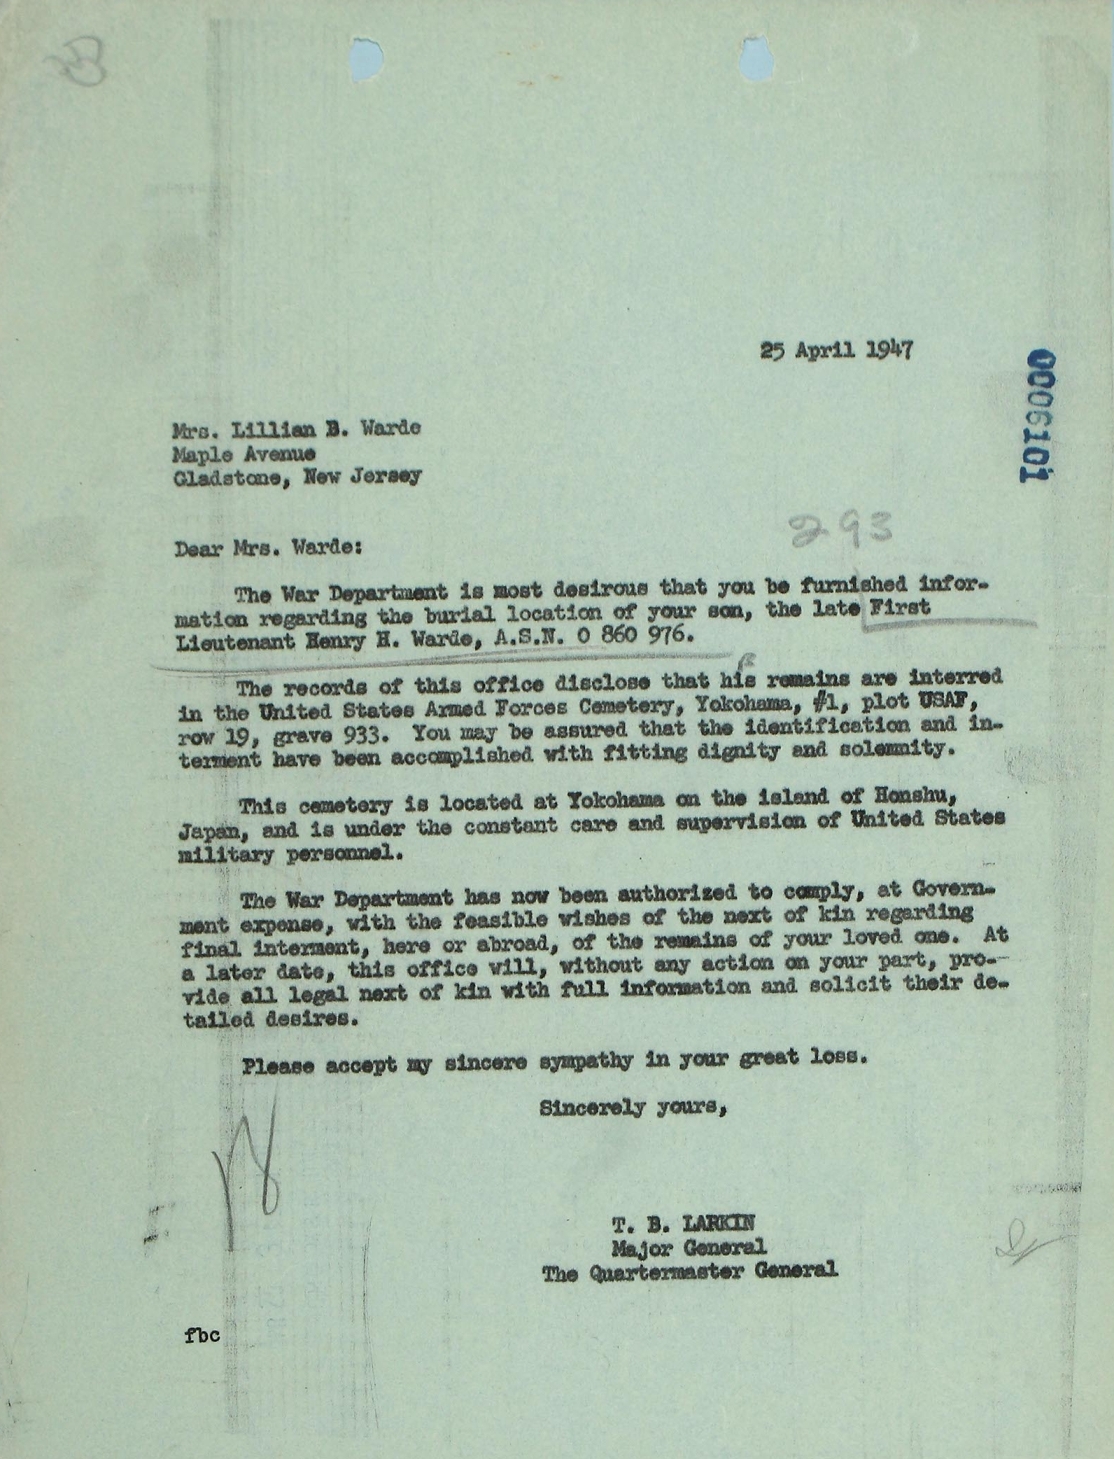 25 April 1947
0006101
Mrs. Lillian B. Warde
Maple Avenue
Gladstone, New Jersey
293
Dear Mrs. Warde:
The War Department is most desirous that you be furnished infor-
mation regarding the burial location of your son, the late First
Lieutenant Henry H. Warde, A.S.N. O 860 976.
The records of this office disclose that his remains are interred
in the United States Armed Forces Cemetery, Yokohama, #1, plot USAF,
row 19, grave 933. You may be assured that the identification and in-
terment have been accomplished with fitting dignity and solemnity.
This cemetery is located at Yokohama on the island of Honshu,
Japan, and is under the constant care and supervision of United States
military personnel.
The War Department has now been authorized to comply, at Govern-
ment expense, with the feasible wishes of the next of kin regarding
final interment, here or abroad, of the remains of your loved one. At
a later date, this office will, without any action on your part, pro-
vide all legal next of kin with full information and solicit their de-
tailed desires.
Please accept my sincere sympathy in your great loss.
Sincerely yours,
T. B. LARKIN
Major General
The Quartermaster General
fbc